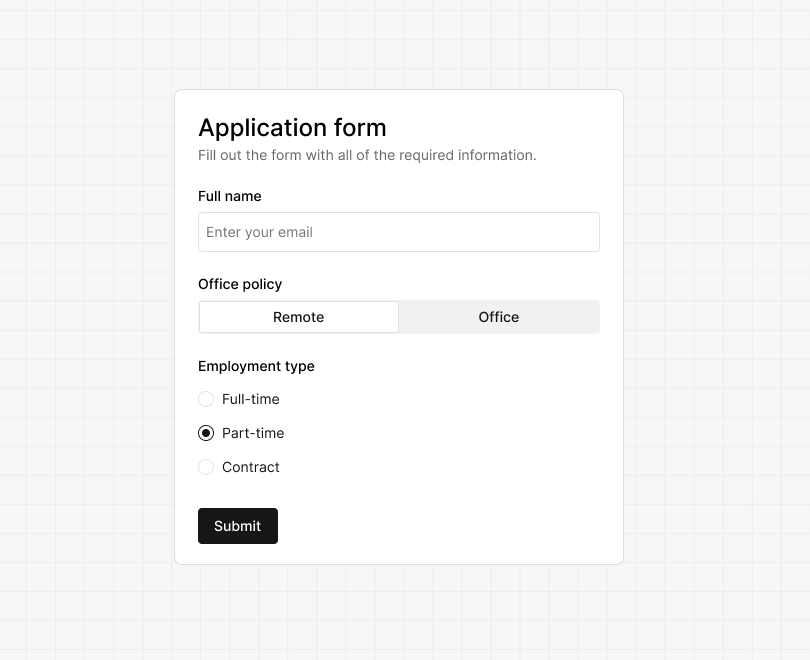 Application form
Fill out the form with all of the required information.
Full name
Enter your email
Office policy
Remote Office
Employment type
Full-time
Part-time
Contract
Submit